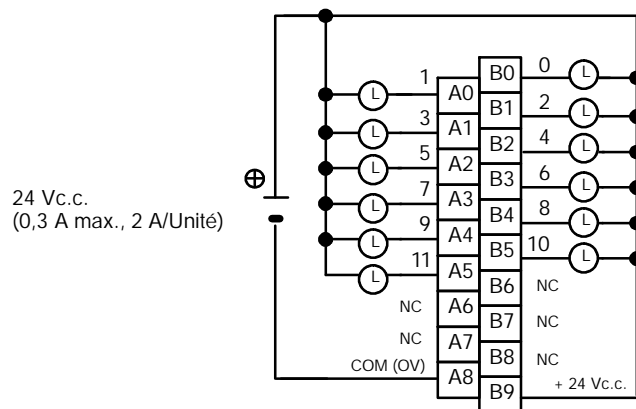 24 Vc.c.
(0,3 A max., 2 A/Unité)
B0 0 L
L 1 A0
B1 2 L
L 3 A1
B2 4 L
L 5 A2
B3 6 L
L 7 A3
B4 8 L
L 9 A4
B5 10 L
L 11 A5
B6 NC
NC A6
B7 NC
NC A7
B8 NC
COM (OV) A8
B9 + 24 Vc.c.